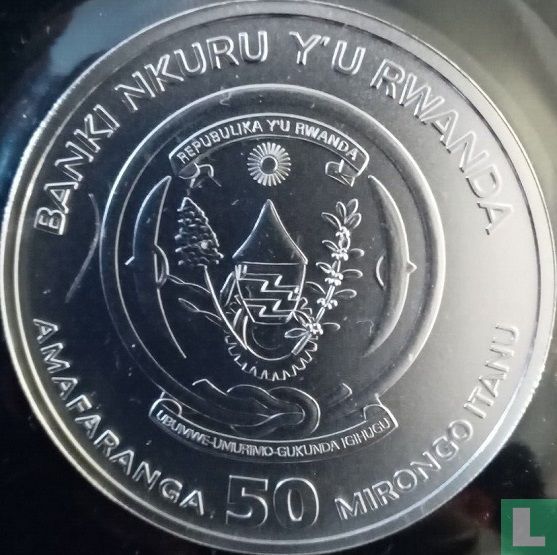 BANKI NKURU Y'U RWANDA
REPUBULIKA Y'U RWANDA
UBUMWE-UMURIMO-GUKUNDA IGIHUGU
AMAFARANGA 50 MIRONGO ITANU
L